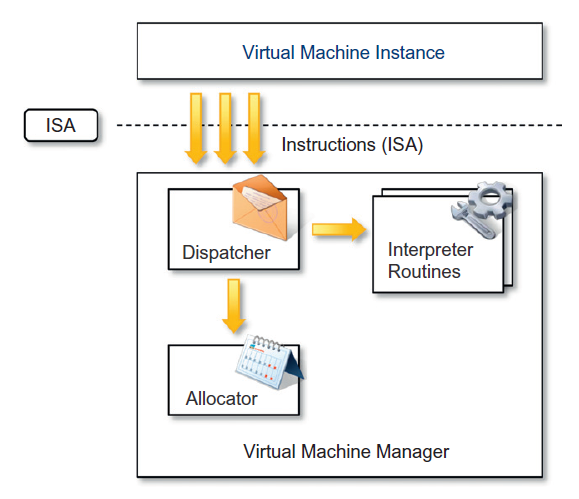 Virtual Machine Instance
ISA
Instructions (ISA)
Dispatcher
Interpreter
Routines
Allocator
Virtual Machine Manager